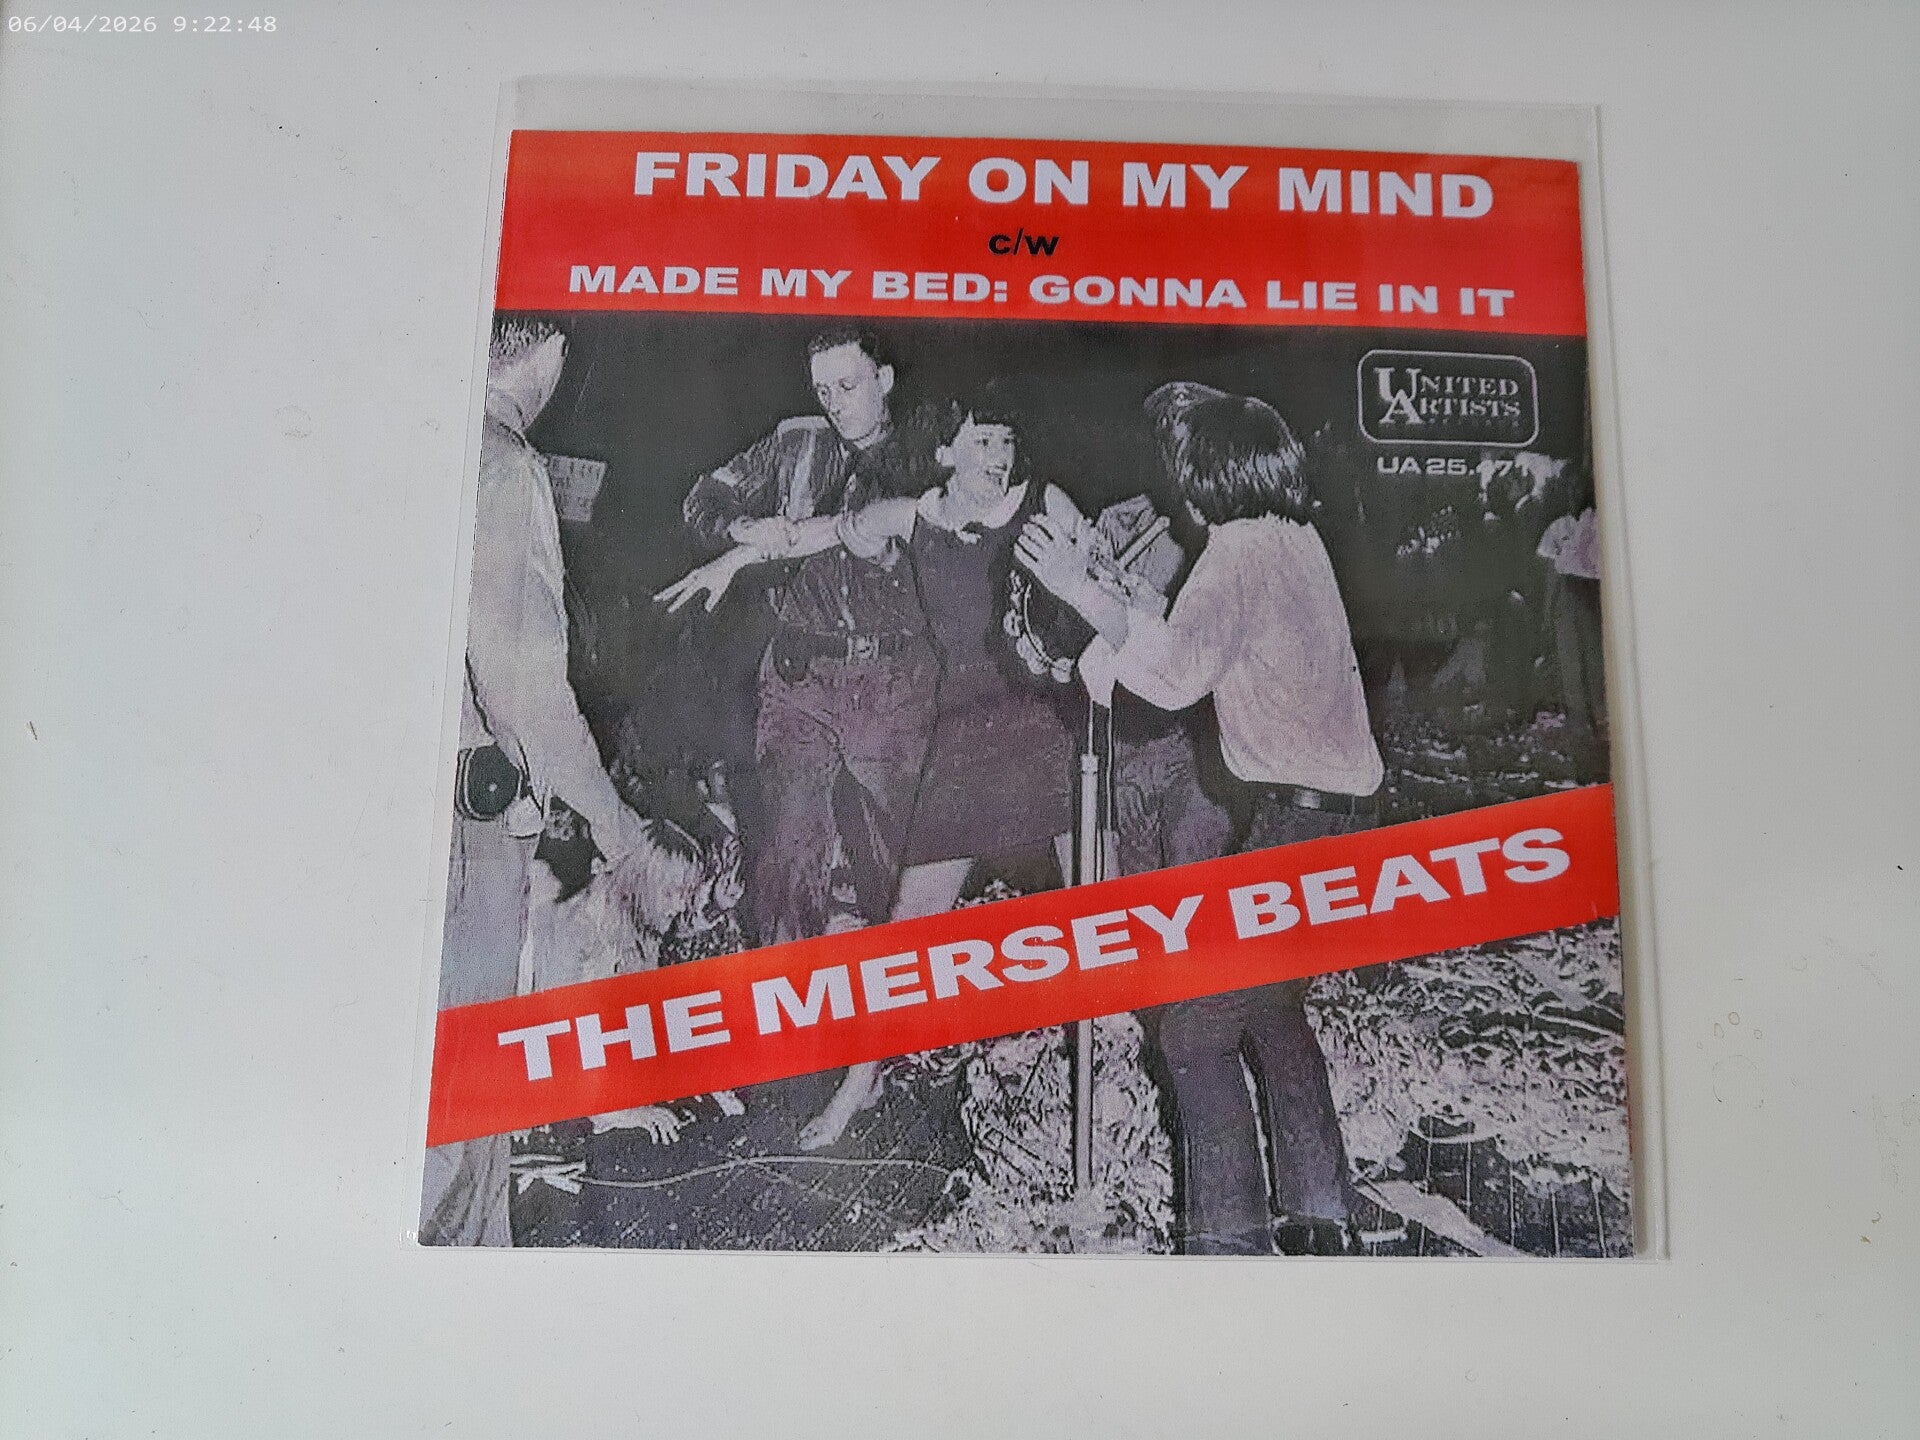 06/04/2026 9:22:48
FRIDAY ON MY MIND
c/w
MADE MY BED: GONNA LIE IN IT
UNITED
ARTISTS
THE MERSEY BEATS